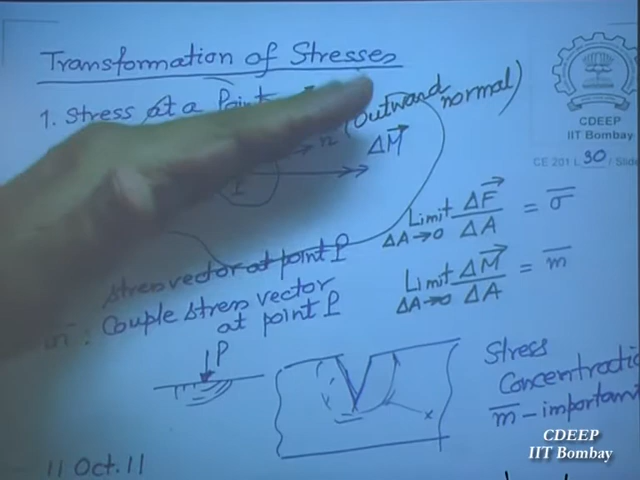 Transformation of Stresses
1. Stress at a Point
n (Outward normal)
ΔM
CDEEP
IIT Bombay
CE 201 L 30 / Slide
Limit ΔA→0 ΔF/ΔA = σ
Limit ΔA→0 ΔM/ΔA = m
Stress vector at point P
m : Couple stress vector
at point P
P
x
Stress
m - important
11 Oct. 11
CDEEP
IIT Bombay